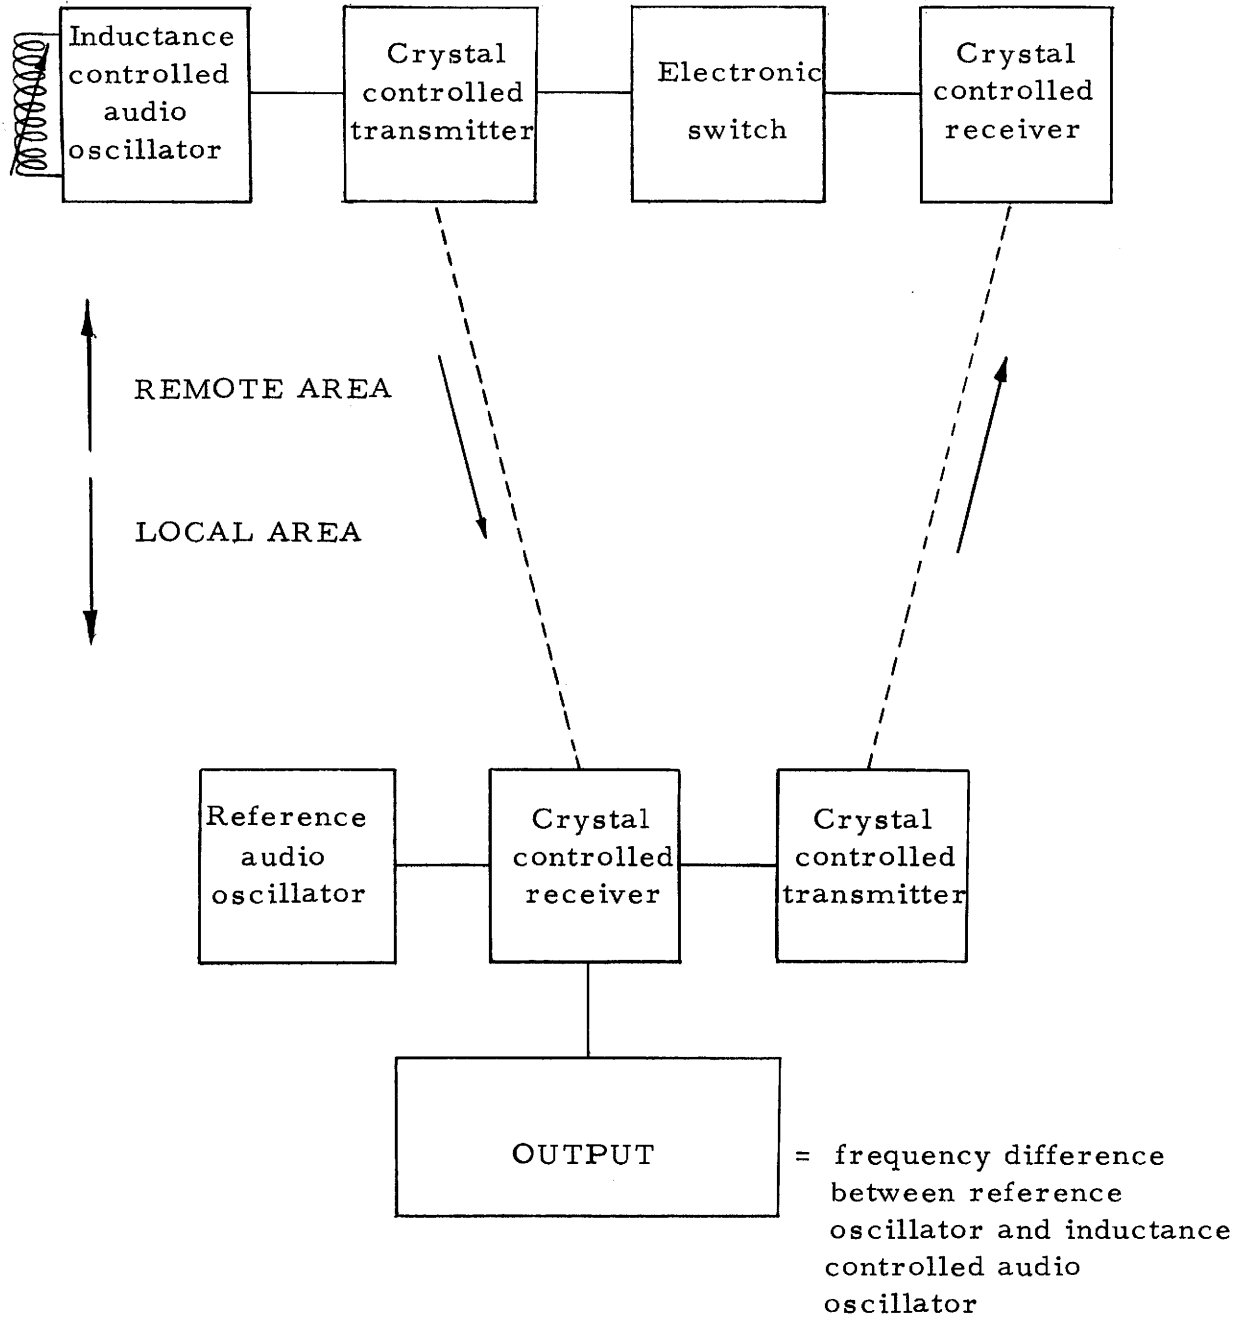 Inductance
controlled
audio
oscillator
Crystal
controlled
transmitter
Electronic
switch
Crystal
controlled
receiver
REMOTE AREA
LOCAL AREA
Reference
audio
oscillator
Crystal
controlled
receiver
Crystal
controlled
transmitter
OUTPUT
= frequency difference
between reference
oscillator and inductance
controlled audio
oscillator